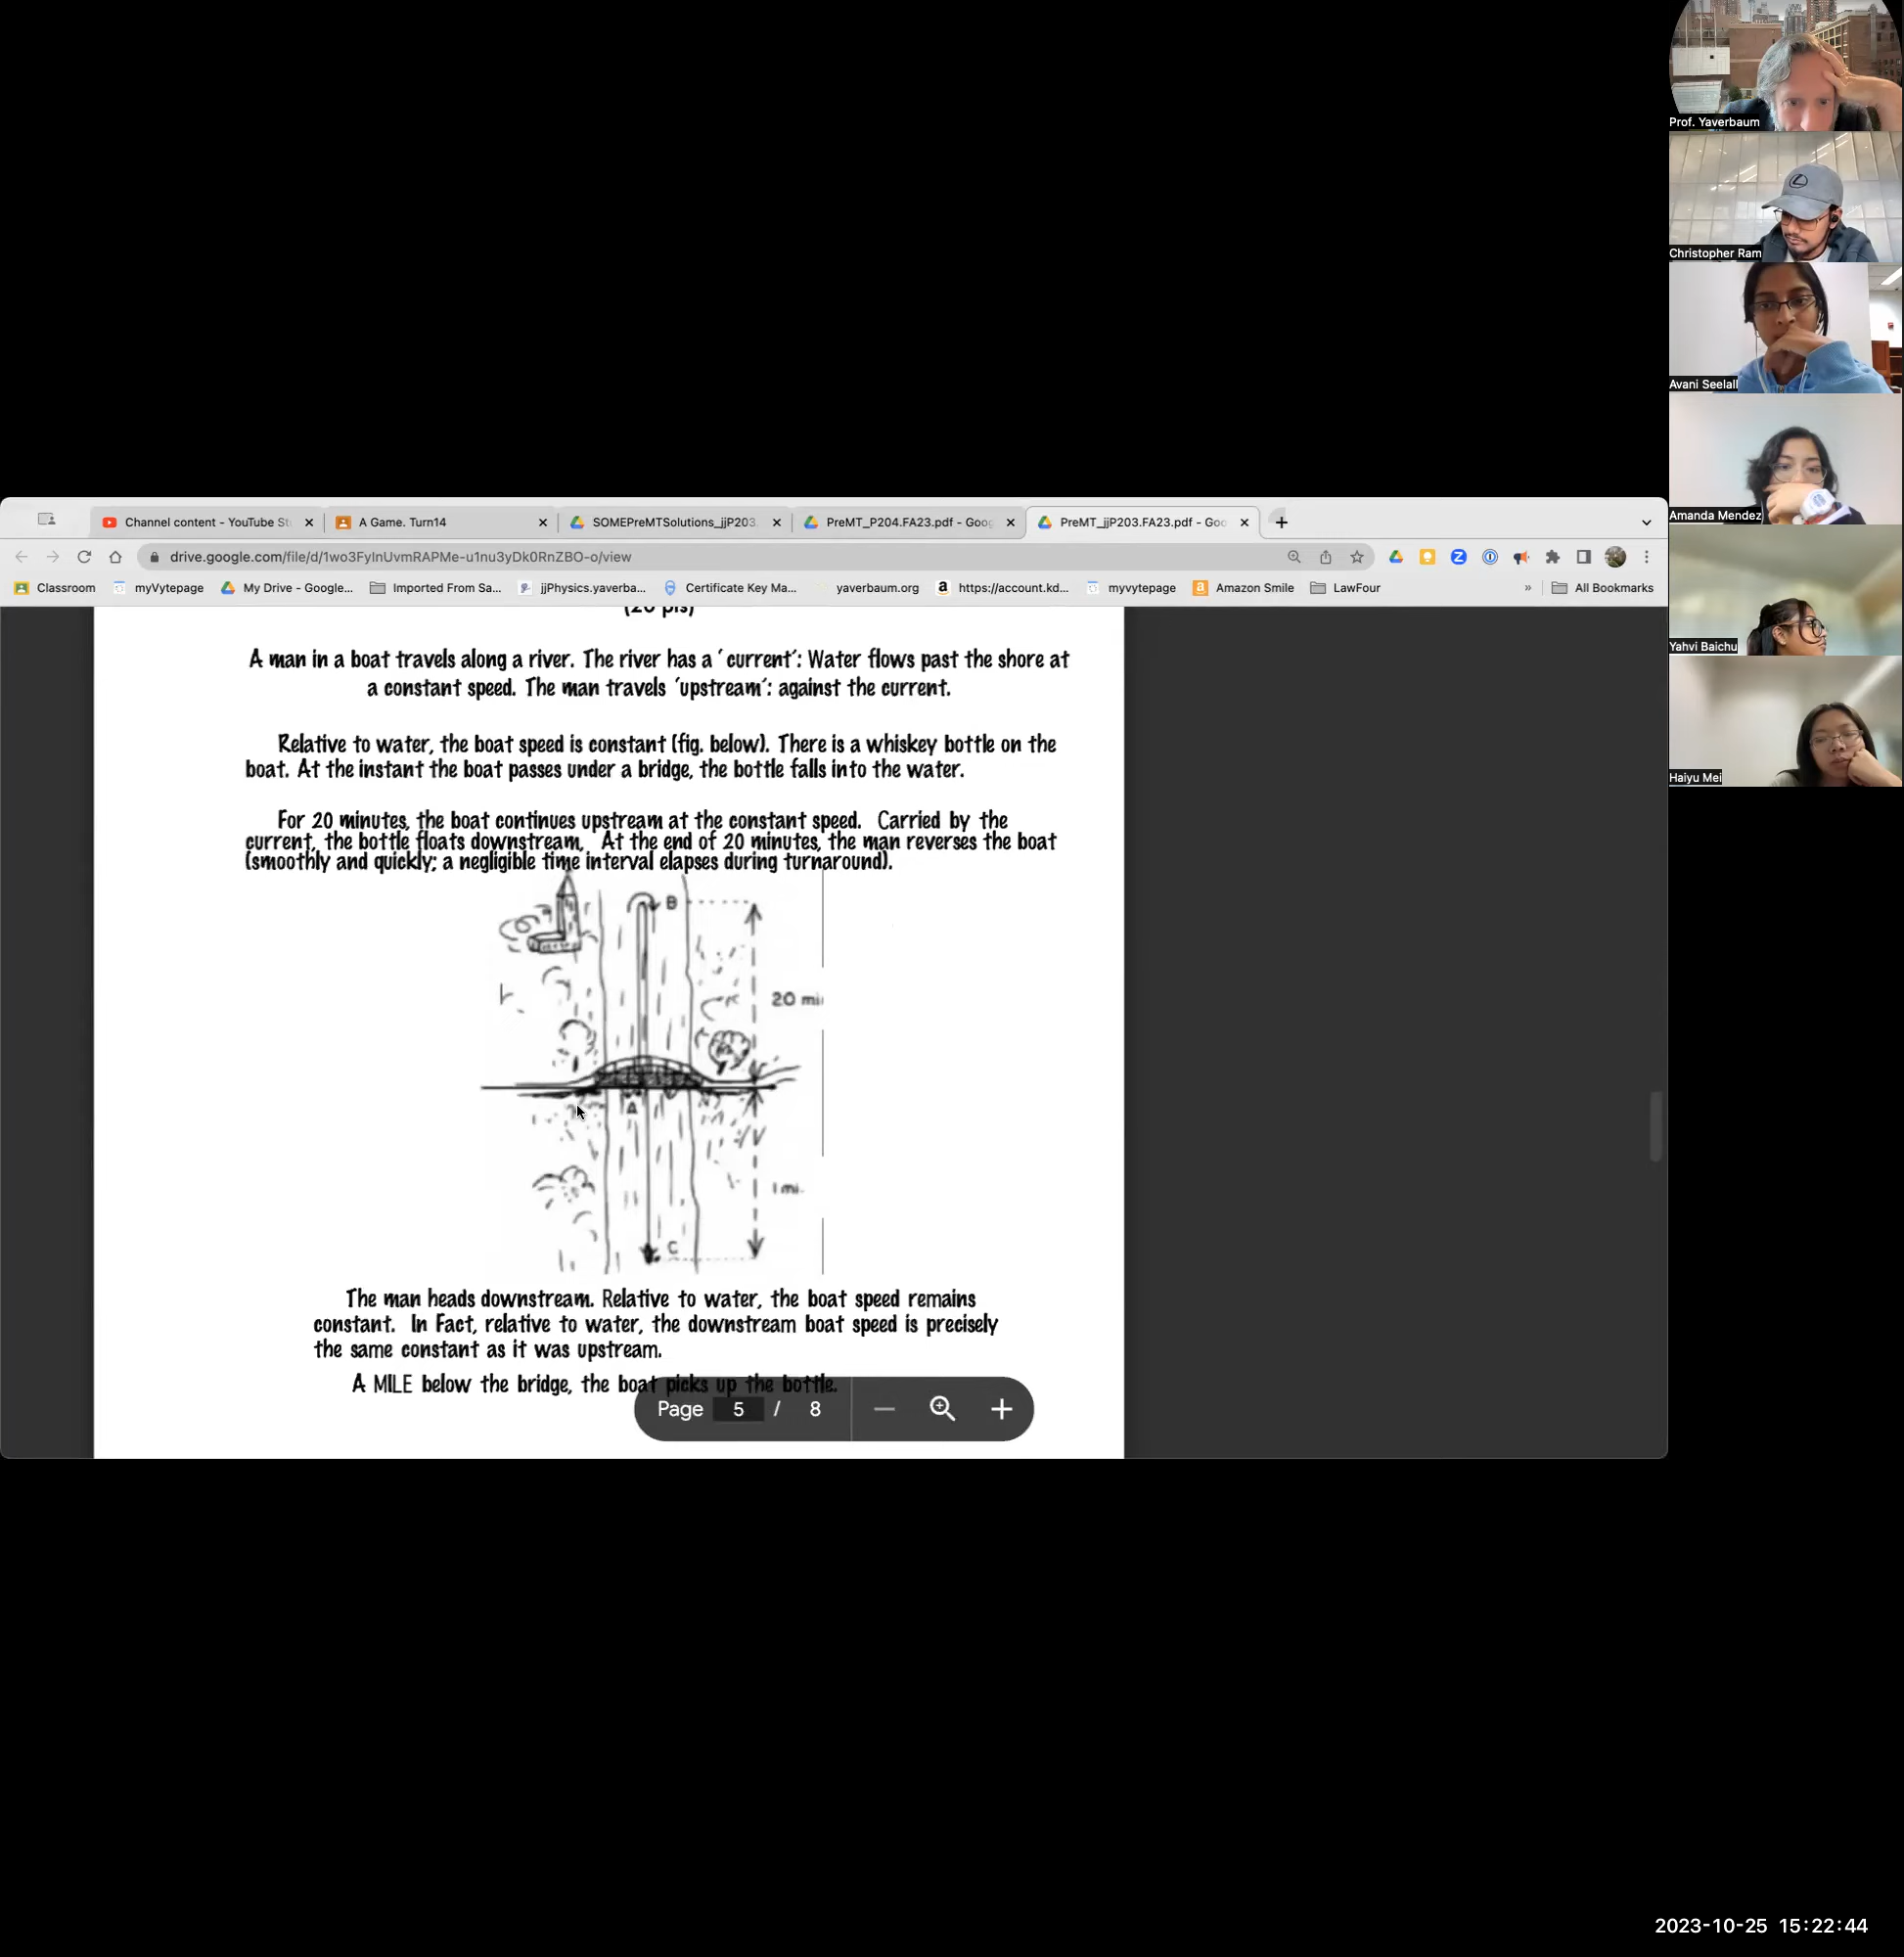 Prof. Yaverbaum
Christopher Ram
Avani Seelall
Amanda Mendez
Yahvi Baichu
Haiyu Mei
Channel content - YouTube St
A Game. Turn14
SOMEPreMTSolutions_jjP203.
PreMT_P204.FA23.pdf - Goog
PreMT_jjP203.FA23.pdf - Goo
drive.google.com/file/d/1wo3FyInUvmRAPMe-u1nu3yDk0RnZBO-o/view
Classroom myVytepage My Drive - Google... Imported From Sa... jjPhysics.yaverba... Certificate Key Ma... yaverbaum.org https://account.kd... myvytepage Amazon Smile LawFour » All Bookmarks
(20 pts)
A man in a boat travels along a river. The river has a ´current´: Water flows past the shore at
a constant speed. The man travels ´upstream´: against the current.
Relative to water, the boat speed is constant (fig. below). There is a whiskey bottle on the
boat. At the instant the boat passes under a bridge, the bottle falls into the water.
For 20 minutes, the boat continues upstream at the constant speed. Carried by the
current, the bottle floats downstream. At the end of 20 minutes, the man reverses the boat
(smoothly and quickly; a negligible time interval elapses during turnaround).
B
20 mi
A
1 mi.
C
The man heads downstream. Relative to water, the boat speed remains
constant. In Fact, relative to water, the downstream boat speed is precisely
the same constant as it was upstream.
A MILE below the bridge, the boat picks up the bottle.
Page 5 / 8
2023-10-25 15:22:44